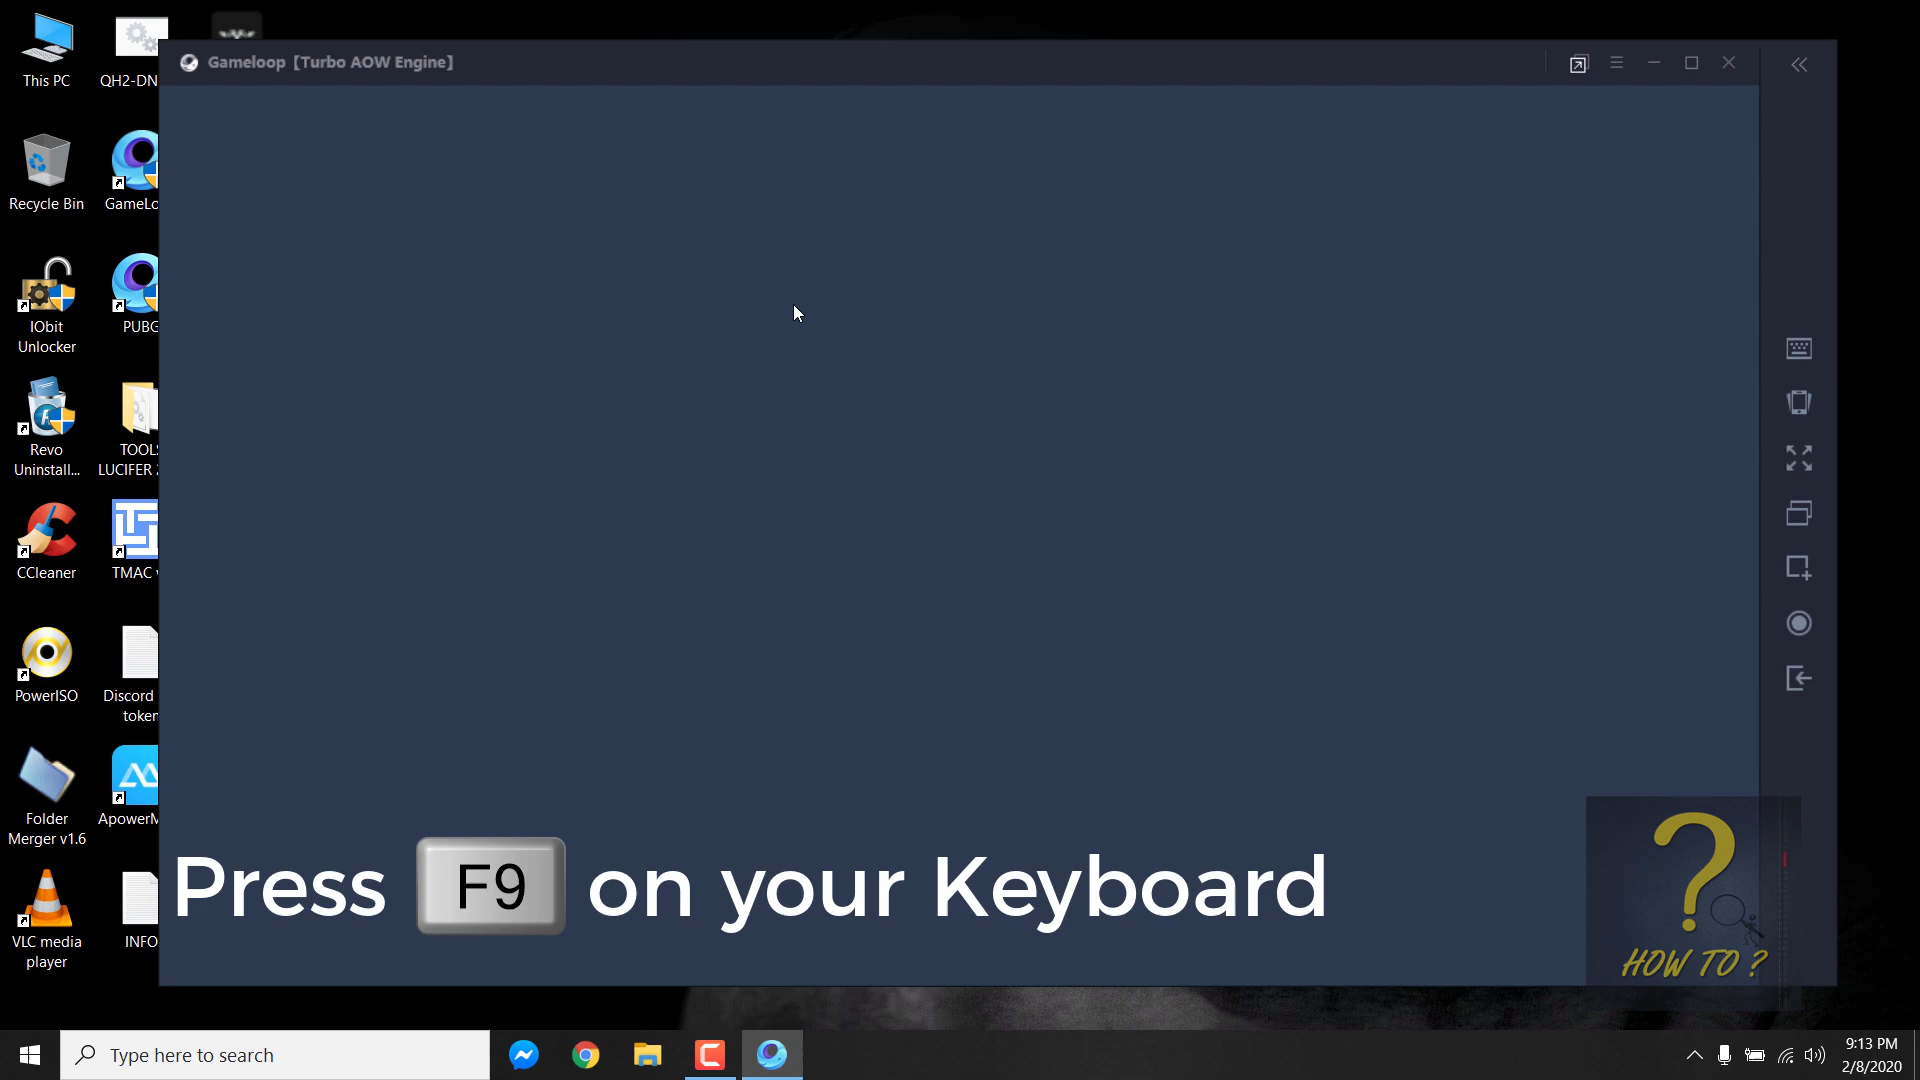 Gameloop【Turbo AOW Engine】
This PC
QH2-DN
Recycle Bin
GameLo
IObit
Unlocker
PUBG
Revo
Uninstall...
TOOLS
LUCIFER
CCleaner
TMAC v
PowerISO
Discord
token
Folder
Merger v1.6
ApowerM
VLC media
player
INFO
Press F9 on your Keyboard
?
HOW TO ?
Type here to search
9:13 PM
2/8/2020